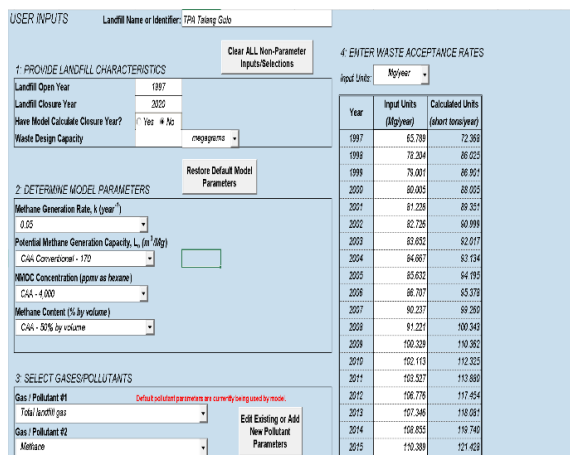 USER INPUTS Landfill Name or Identifier: TPA Talang Gulo
Clear ALL Non-Parameter
Inputs/Selections
1: PROVIDE LANDFILL CHARACTERISTICS
Landfill Open Year 1997
Landfill Closure Year 2020
Have Model Calculate Closure Year? Yes No
Waste Design Capacity megagrams
Restore Default Model
Parameters
2: DETERMINE MODEL PARAMETERS
Methane Generation Rate, k (year⁻¹)
0.05
Potential Methane Generation Capacity, L₀ (m³/Mg)
CAA Conventional - 170
NMOC Concentration (ppmv as hexane)
CAA - 4,000
Methane Content (% by volume)
CAA - 50% by volume
3: SELECT GASES/POLLUTANTS
Gas / Pollutant #1 Default pollutant parameters are currently being used by model.
Total landfill gas
Gas / Pollutant #2
Methane
Edit Existing or Add
New Pollutant
Parameters
4: ENTER WASTE ACCEPTANCE RATES
Input Units: Mg/year
Year Input Units Calculated Units
(Mg/year) (short tons/year)
1997 65.789 72.368
1998 78.204 86.025
1999 79.001 86.901
2000 80.005 88.005
2001 81.228 89.351
2002 82.726 90.999
2003 83.652 92.017
2004 84.667 93.134
2005 85.632 94.195
2006 86.707 95.378
2007 90.237 99.260
2008 91.221 100.343
2009 100.329 110.362
2010 102.113 112.325
2011 103.527 113.880
2012 106.776 117.454
2013 107.346 118.081
2014 108.855 119.740
2015 110.389 121.428